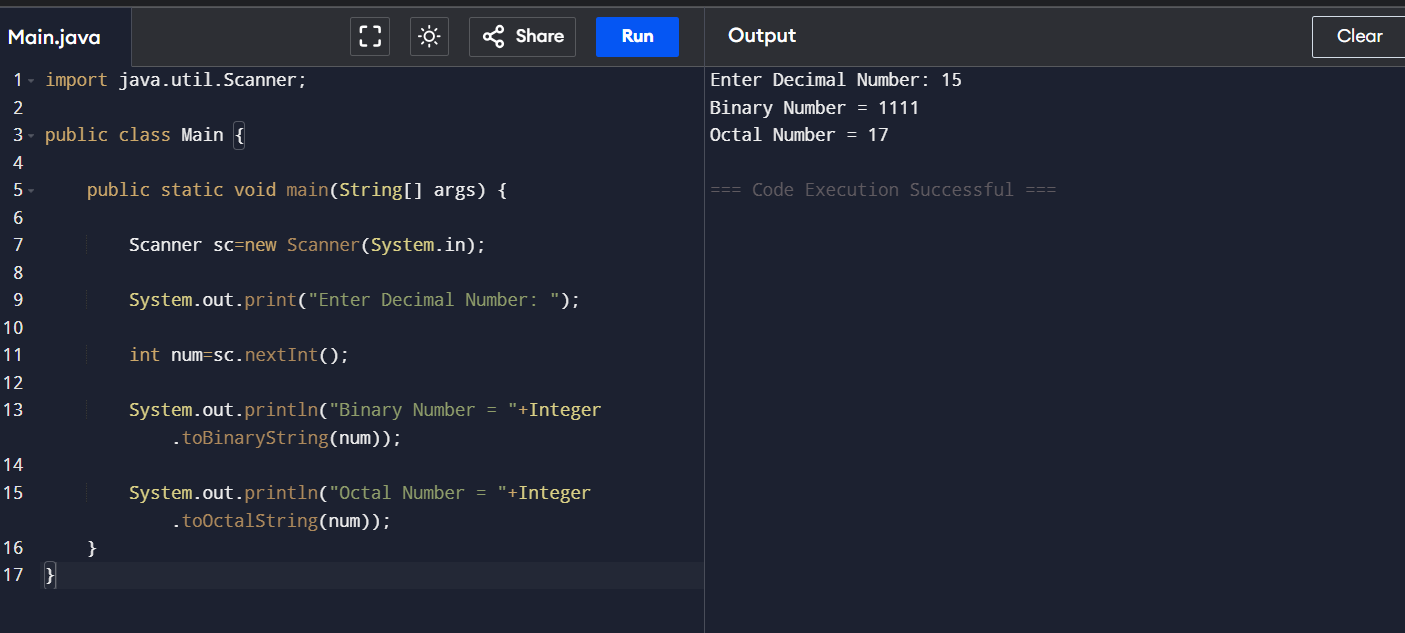 Main.java
Share
Run
Output
Clear
1 import java.util.Scanner;
2
3 public class Main {
4
5     public static void main(String[] args) {
6
7         Scanner sc=new Scanner(System.in);
8
9         System.out.print("Enter Decimal Number: ");
10
11         int num=sc.nextInt();
12
13         System.out.println("Binary Number = "+Integer
            .toBinaryString(num));
14
15         System.out.println("Octal Number = "+Integer
            .toOctalString(num));
16     }
17 }
Enter Decimal Number: 15
Binary Number = 1111
Octal Number = 17
=== Code Execution Successful ===